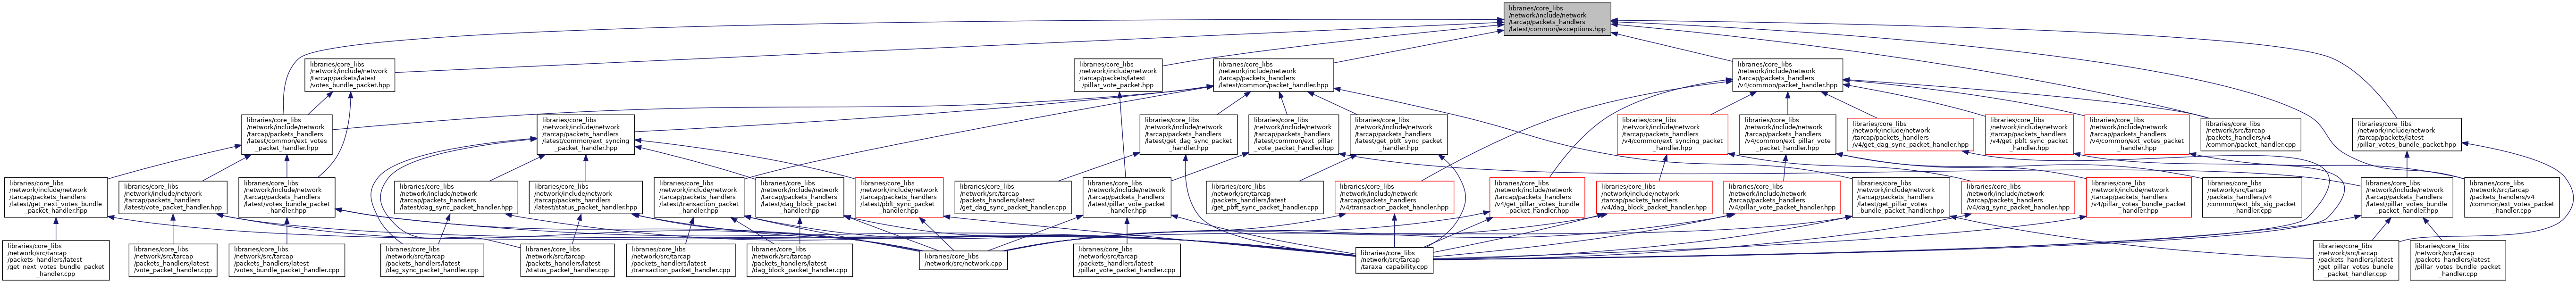 libraries/core_libs
/network/include/network
/tarcap/packets_handlers
/latest/common/exceptions.hpp
libraries/core_libs
/network/include/network
/tarcap/packets/latest
/votes_bundle_packet.hpp
libraries/core_libs
/network/include/network
/tarcap/packets/latest
/pillar_vote_packet.hpp
libraries/core_libs
/network/include/network
/tarcap/packets_handlers
/latest/common/packet_handler.hpp
libraries/core_libs
/network/include/network
/tarcap/packets_handlers
/v4/common/packet_handler.hpp
libraries/core_libs
/network/include/network
/tarcap/packets_handlers
/latest/common/ext_votes
_packet_handler.hpp
libraries/core_libs
/network/include/network
/tarcap/packets_handlers
/latest/common/ext_syncing
_packet_handler.hpp
libraries/core_libs
/network/include/network
/tarcap/packets_handlers
/latest/get_dag_sync_packet
_handler.hpp
libraries/core_libs
/network/include/network
/tarcap/packets_handlers
/latest/common/ext_pillar
_vote_packet_handler.hpp
libraries/core_libs
/network/include/network
/tarcap/packets_handlers
/latest/get_pbft_sync_packet
_handler.hpp
libraries/core_libs
/network/include/network
/tarcap/packets_handlers
/v4/common/ext_syncing_packet
_handler.hpp
libraries/core_libs
/network/include/network
/tarcap/packets_handlers
/v4/common/ext_pillar_vote
_packet_handler.hpp
libraries/core_libs
/network/include/network
/tarcap/packets_handlers
/v4/get_dag_sync_packet_handler.hpp
libraries/core_libs
/network/include/network
/tarcap/packets_handlers
/v4/get_pbft_sync_packet
_handler.hpp
libraries/core_libs
/network/include/network
/tarcap/packets_handlers
/v4/common/ext_votes_packet
_handler.hpp
libraries/core_libs
/network/src/tarcap
/packets_handlers/v4
/common/packet_handler.cpp
libraries/core_libs
/network/include/network
/tarcap/packets/latest
/pillar_votes_bundle_packet.hpp
libraries/core_libs
/network/include/network
/tarcap/packets_handlers
/latest/get_next_votes_bundle
_packet_handler.hpp
libraries/core_libs
/network/include/network
/tarcap/packets_handlers
/latest/vote_packet_handler.hpp
libraries/core_libs
/network/include/network
/tarcap/packets_handlers
/latest/votes_bundle_packet
_handler.hpp
libraries/core_libs
/network/include/network
/tarcap/packets_handlers
/latest/dag_sync_packet_handler.hpp
libraries/core_libs
/network/include/network
/tarcap/packets_handlers
/latest/status_packet_handler.hpp
libraries/core_libs
/network/include/network
/tarcap/packets_handlers
/latest/transaction_packet
_handler.hpp
libraries/core_libs
/network/include/network
/tarcap/packets_handlers
/latest/dag_block_packet
_handler.hpp
libraries/core_libs
/network/include/network
/tarcap/packets_handlers
/latest/pbft_sync_packet
_handler.hpp
libraries/core_libs
/network/src/tarcap
/packets_handlers/latest
/get_dag_sync_packet_handler.cpp
libraries/core_libs
/network/include/network
/tarcap/packets_handlers
/latest/pillar_vote_packet
_handler.hpp
libraries/core_libs
/network/src/tarcap
/packets_handlers/latest
/get_pbft_sync_packet_handler.cpp
libraries/core_libs
/network/include/network
/tarcap/packets_handlers
/v4/transaction_packet_handler.hpp
libraries/core_libs
/network/include/network
/tarcap/packets_handlers
/v4/get_pillar_votes_bundle
_packet_handler.hpp
libraries/core_libs
/network/include/network
/tarcap/packets_handlers
/v4/dag_block_packet_handler.hpp
libraries/core_libs
/network/include/network
/tarcap/packets_handlers
/v4/pillar_vote_packet_handler.hpp
libraries/core_libs
/network/include/network
/tarcap/packets_handlers
/latest/get_pillar_votes
_bundle_packet_handler.hpp
libraries/core_libs
/network/include/network
/tarcap/packets_handlers
/v4/dag_sync_packet_handler.hpp
libraries/core_libs
/network/include/network
/tarcap/packets_handlers
/v4/pillar_votes_bundle_packet
_handler.hpp
libraries/core_libs
/network/src/tarcap
/packets_handlers/v4
/common/ext_bls_sig_packet
_handler.cpp
libraries/core_libs
/network/include/network
/tarcap/packets_handlers
/latest/pillar_votes_bundle
_packet_handler.hpp
libraries/core_libs
/network/src/tarcap
/packets_handlers/v4
/common/ext_votes_packet
_handler.cpp
libraries/core_libs
/network/src/tarcap
/packets_handlers/latest
/get_next_votes_bundle_packet
_handler.cpp
libraries/core_libs
/network/src/tarcap
/packets_handlers/latest
/vote_packet_handler.cpp
libraries/core_libs
/network/src/tarcap
/packets_handlers/latest
/votes_bundle_packet_handler.cpp
libraries/core_libs
/network/src/tarcap
/packets_handlers/latest
/dag_sync_packet_handler.cpp
libraries/core_libs
/network/src/tarcap
/packets_handlers/latest
/status_packet_handler.cpp
libraries/core_libs
/network/src/tarcap
/packets_handlers/latest
/transaction_packet_handler.cpp
libraries/core_libs
/network/src/tarcap
/packets_handlers/latest
/dag_block_packet_handler.cpp
libraries/core_libs
/network/src/network.cpp
libraries/core_libs
/network/src/tarcap
/packets_handlers/latest
/pillar_vote_packet_handler.cpp
libraries/core_libs
/network/src/tarcap
/taraxa_capability.cpp
libraries/core_libs
/network/src/tarcap
/packets_handlers/latest
/get_pillar_votes_bundle
_packet_handler.cpp
libraries/core_libs
/network/src/tarcap
/packets_handlers/latest
/pillar_votes_bundle_packet
_handler.cpp